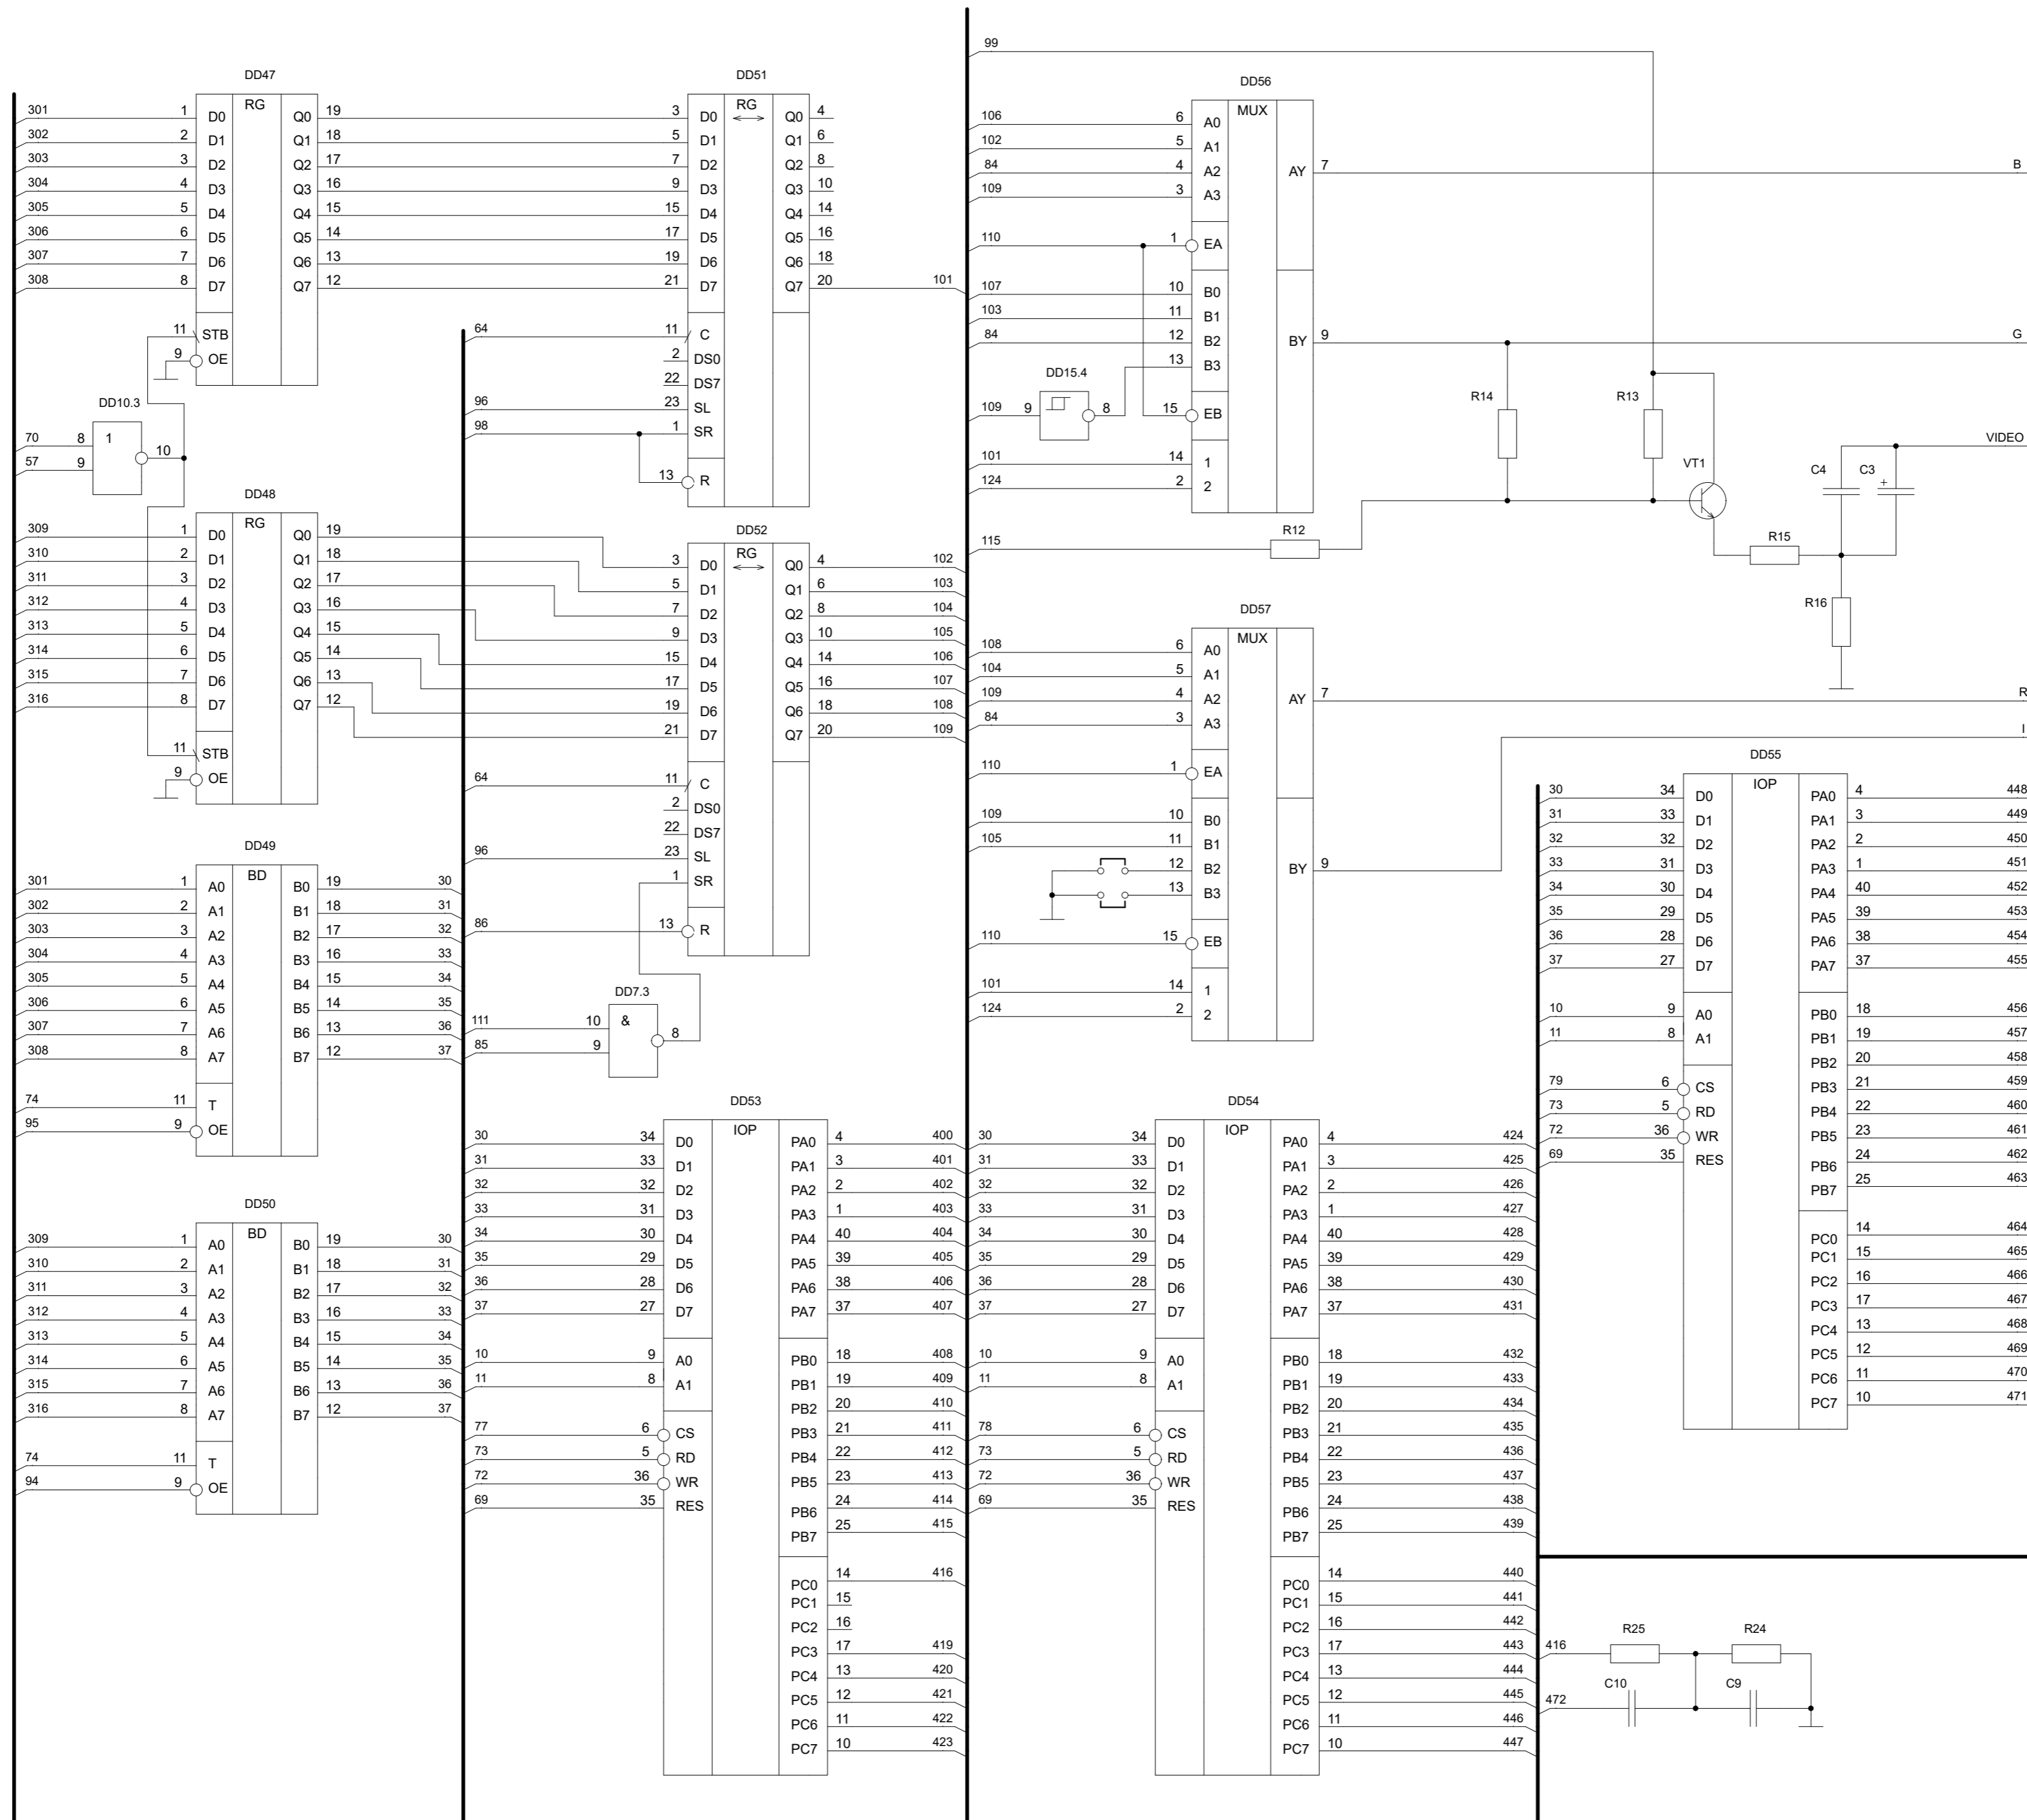 99
DD47
DD51
DD56
RG
RG
MUX
301 1 D0 Q0 19 3 D0 Q0 4
302 2 D1 Q1 18 5 D1 Q1 6
303 3 D2 Q2 17 7 D2 Q2 8
304 4 D3 Q3 16 9 D3 Q3 10
305 5 D4 Q4 15 15 D4 Q4 14
306 6 D5 Q5 14 17 D5 Q5 16
307 7 D6 Q6 13 19 D6 Q6 18
308 8 D7 Q7 12 21 D7 Q7 20 101
11 STB
9 OE
64 11 C
2 DS0
22 DS7
96 23 SL
98 1 SR
13 R
106 6 A0
102 5 A1
84 4 A2 AY 7 B
109 3 A3
110 1 EA
107 10 B0
103 11 B1
84 12 B2 BY 9 G
13 B3
DD15.4
109 9 8
15 EB
101 14 1
124 2 2
R14
R13
VT1
C4
C3
+
VIDEO
115
R12
R15
R16
DD10.3
70 8 1
57 9 10
DD48
RG
309 1 D0 Q0 19
310 2 D1 Q1 18
311 3 D2 Q2 17
312 4 D3 Q3 16
313 5 D4 Q4 15
314 6 D5 Q5 14
315 7 D6 Q6 13
316 8 D7 Q7 12
11 STB
9 OE
DD52
RG
3 D0 Q0 4 102
5 D1 Q1 6 103
7 D2 Q2 8 104
9 D3 Q3 10 105
15 D4 Q4 14 106
17 D5 Q5 16 107
19 D6 Q6 18 108
21 D7 Q7 20 109
64 11 C
2 DS0
22 DS7
96 23 SL
1 SR
86 13 R
DD7.3
111 10 &
85 9 8
DD57
MUX
108 6 A0
104 5 A1
109 4 A2 AY 7 R
84 3 A3
I
110 1 EA
109 10 B0
105 11 B1
12 B2 BY 9
13 B3
110 15 EB
101 14 1
124 2 2
DD49
BD
301 1 A0 B0 19 30
302 2 A1 B1 18 31
303 3 A2 B2 17 32
304 4 A3 B3 16 33
305 5 A4 B4 15 34
306 6 A5 B5 14 35
307 7 A6 B6 13 36
308 8 A7 B7 12 37
74 11 T
95 9 OE
DD50
BD
309 1 A0 B0 19 30
310 2 A1 B1 18 31
311 3 A2 B2 17 32
312 4 A3 B3 16 33
313 5 A4 B4 15 34
314 6 A5 B5 14 35
315 7 A6 B6 13 36
316 8 A7 B7 12 37
74 11 T
94 9 OE
DD53
IOP
30 34 D0 PA0 4 400
31 33 D1 PA1 3 401
32 32 D2 PA2 2 402
33 31 D3 PA3 1 403
34 30 D4 PA4 40 404
35 29 D5 PA5 39 405
36 28 D6 PA6 38 406
37 27 D7 PA7 37 407
10 9 A0 PB0 18 408
11 8 A1 PB1 19 409
PB2 20 410
77 6 CS PB3 21 411
73 5 RD PB4 22 412
72 36 WR PB5 23 413
69 35 RES PB6 24 414
PB7 25 415
PC0 14 416
PC1 15
PC2 16
PC3 17 419
PC4 13 420
PC5 12 421
PC6 11 422
PC7 10 423
DD54
IOP
30 34 D0 PA0 4 424
31 33 D1 PA1 3 425
32 32 D2 PA2 2 426
33 31 D3 PA3 1 427
34 30 D4 PA4 40 428
35 29 D5 PA5 39 429
36 28 D6 PA6 38 430
37 27 D7 PA7 37 431
10 9 A0 PB0 18 432
11 8 A1 PB1 19 433
PB2 20 434
78 6 CS PB3 21 435
73 5 RD PB4 22 436
72 36 WR PB5 23 437
69 35 RES PB6 24 438
PB7 25 439
PC0 14 440
PC1 15 441
PC2 16 442
PC3 17 443
PC4 13 444
PC5 12 445
PC6 11 446
PC7 10 447
DD55
IOP
30 34 D0 PA0 4 448
31 33 D1 PA1 3 449
32 32 D2 PA2 2 450
33 31 D3 PA3 1 451
34 30 D4 PA4 40 452
35 29 D5 PA5 39 453
36 28 D6 PA6 38 454
37 27 D7 PA7 37 455
10 9 A0 PB0 18 456
11 8 A1 PB1 19 457
PB2 20 458
79 6 CS PB3 21 459
73 5 RD PB4 22 460
72 36 WR PB5 23 461
69 35 RES PB6 24 462
PB7 25 463
PC0 14 464
PC1 15 465
PC2 16 466
PC3 17 467
PC4 13 468
PC5 12 469
PC6 11 470
PC7 10 471
R25
R24
416
C10
C9
472